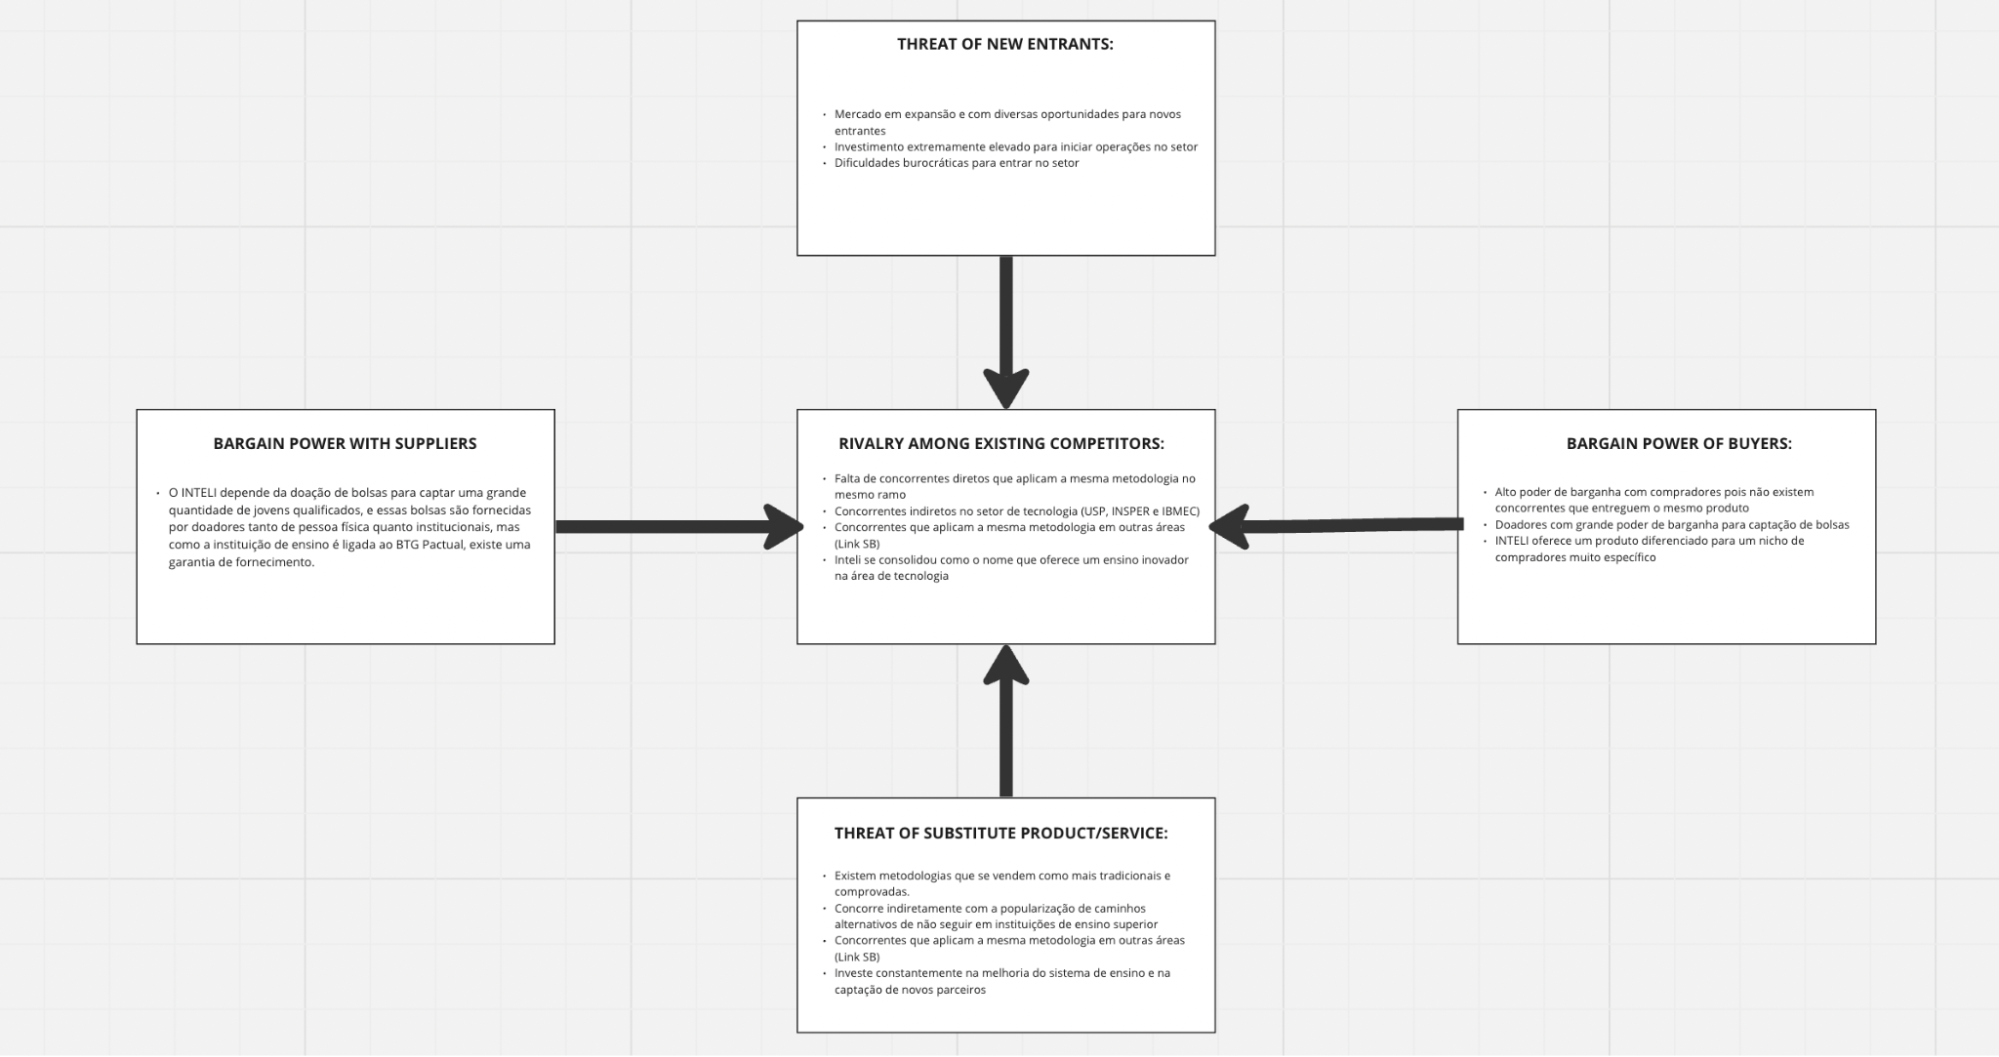 THREAT OF NEW ENTRANTS:
• Mercado em expansão e com diversas oportunidades para novos
entrantes
• Investimento extremamente elevado para iniciar operações no setor
• Dificuldades burocráticas para entrar no setor
BARGAIN POWER WITH SUPPLIERS
• O INTELI depende da doação de bolsas para captar uma grande
quantidade de jovens qualificados, e essas bolsas são fornecidas
por doadores tanto de pessoa física quanto institucionais, mas
como a instituição de ensino é ligada ao BTG Pactual, existe uma
garantia de fornecimento.
RIVALRY AMONG EXISTING COMPETITORS:
• Falta de concorrentes diretos que aplicam a mesma metodologia no
mesmo ramo
• Concorrentes indiretos no setor de tecnologia (USP, INSPER e IBMEC)
• Concorrentes que aplicam a mesma metodologia em outras áreas
(Link SB)
• Inteli se consolidou como o nome que oferece um ensino inovador
na área de tecnologia
BARGAIN POWER OF BUYERS:
• Alto poder de barganha com compradores pois não existem
concorrentes que entreguem o mesmo produto
• Doadores com grande poder de barganha para captação de bolsas
• INTELI oferece um produto diferenciado para um nicho de
compradores muito específico
THREAT OF SUBSTITUTE PRODUCT/SERVICE:
• Existem metodologias que se vendem como mais tradicionais e
comprovadas.
• Concorre indiretamente com a popularização de caminhos
alternativos de não seguir em instituições de ensino superior
• Concorrentes que aplicam a mesma metodologia em outras áreas
(Link SB)
• Investe constantemente na melhoria do sistema de ensino e na
captação de novos parceiros